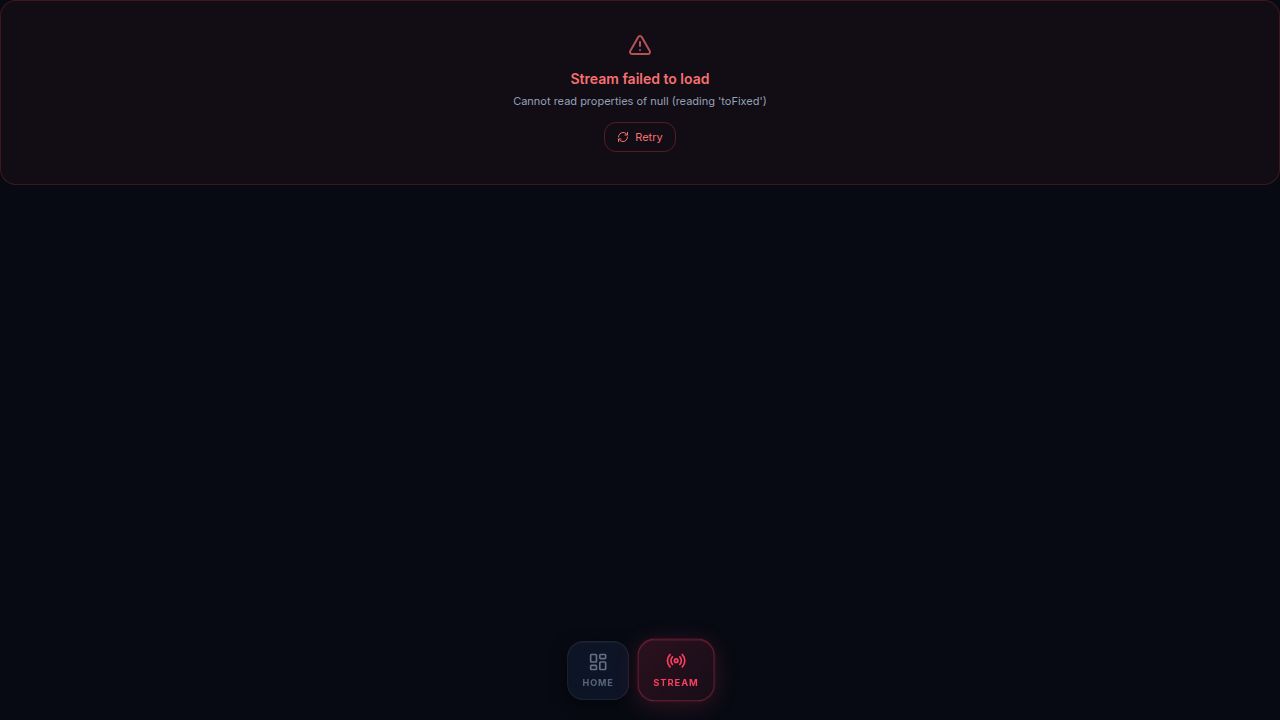 Stream failed to load
Cannot read properties of null (reading 'toFixed')
Retry
HOME
STREAM